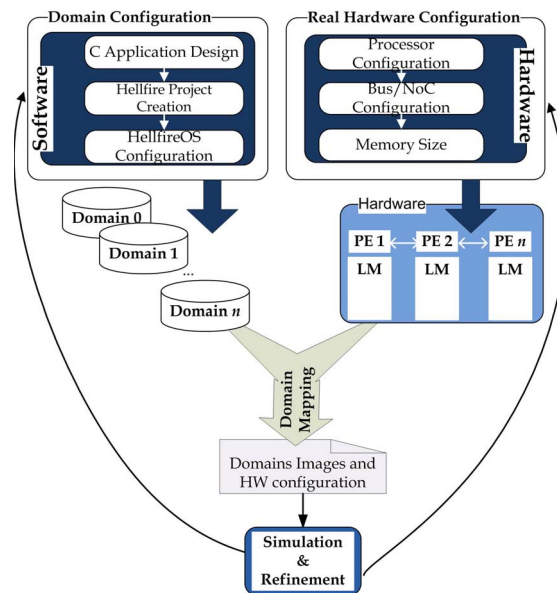 Domain Configuration
Software
C Application Design
Hellfire Project
Creation
HellfireOS
Configuration
Real Hardware Configuration
Hardware
Processor
Configuration
Bus/NoC
Configuration
Memory Size
Domain 0
Domain 1
...
Domain n
Hardware
PE 1
PE 2
PE n
LM
LM
LM
Domain
Mapping
Domains Images and
HW configuration
Simulation
&
Refinement